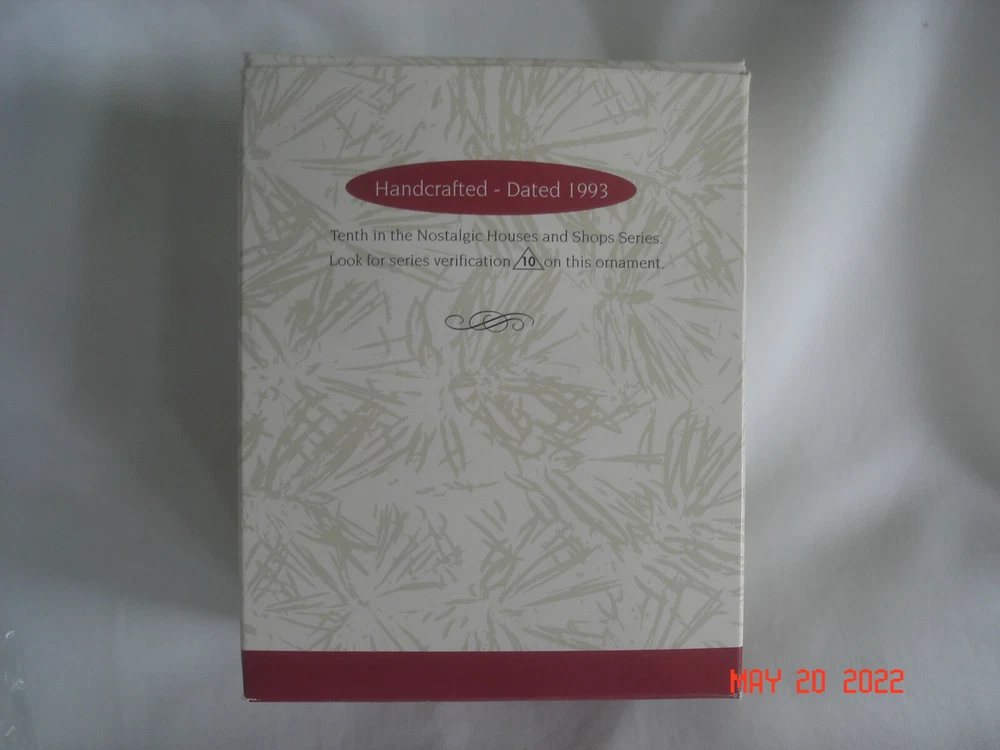 Handcrafted - Dated 1993
Tenth in the Nostalgic Houses and Shops Series.
Look for series verification 10 on this ornament.
MAY 20 2022